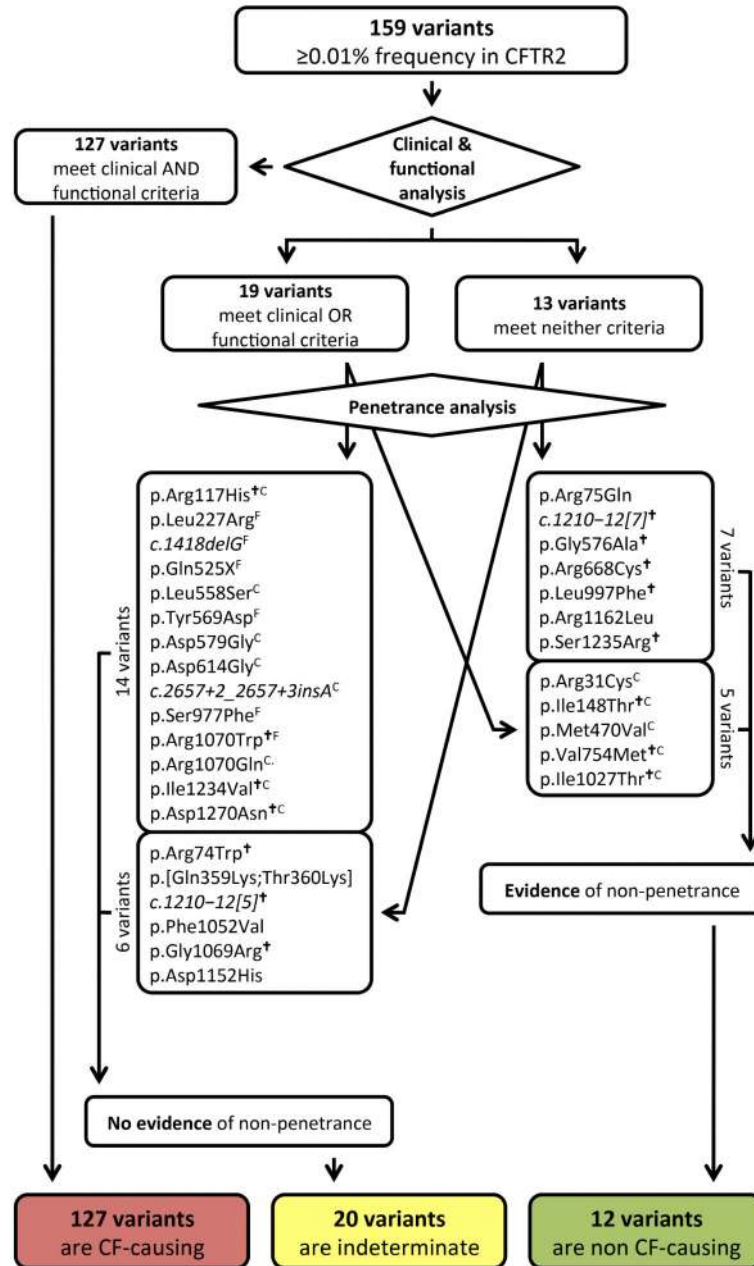 159 variants
≥0.01% frequency in CFTR2
127 variants
meet clinical AND
functional criteria
Clinical &
functional
analysis
19 variants
meet clinical OR
functional criteria
13 variants
meet neither criteria
Penetrance analysis
14 variants
p.Arg117His✝C
p.Leu227ArgF
c.1418delGF
p.Gln525XF
p.Leu558SerC
p.Tyr569AspF
p.Asp579GlyC
p.Asp614GlyC
c.2657+2_2657+3insAC
p.Ser977PheF
p.Arg1070Trp✝F
p.Arg1070GlnC.
p.Ile1234Val✝C
p.Asp1270Asn✝C
6 variants
p.Arg74Trp✝
p.[Gln359Lys;Thr360Lys]
c.1210−12[5]✝
p.Phe1052Val
p.Gly1069Arg✝
p.Asp1152His
p.Arg75Gln
c.1210−12[7]✝
p.Gly576Ala✝
p.Arg668Cys✝
p.Leu997Phe✝
p.Arg1162Leu
p.Ser1235Arg✝
7 variants
p.Arg31CysC
p.Ile148Thr✝C
p.Met470ValC
p.Val754Met✝C
p.Ile1027Thr✝C
5 variants
Evidence of non-penetrance
No evidence of non-penetrance
127 variants
are CF-causing
20 variants
are indeterminate
12 variants
are non CF-causing